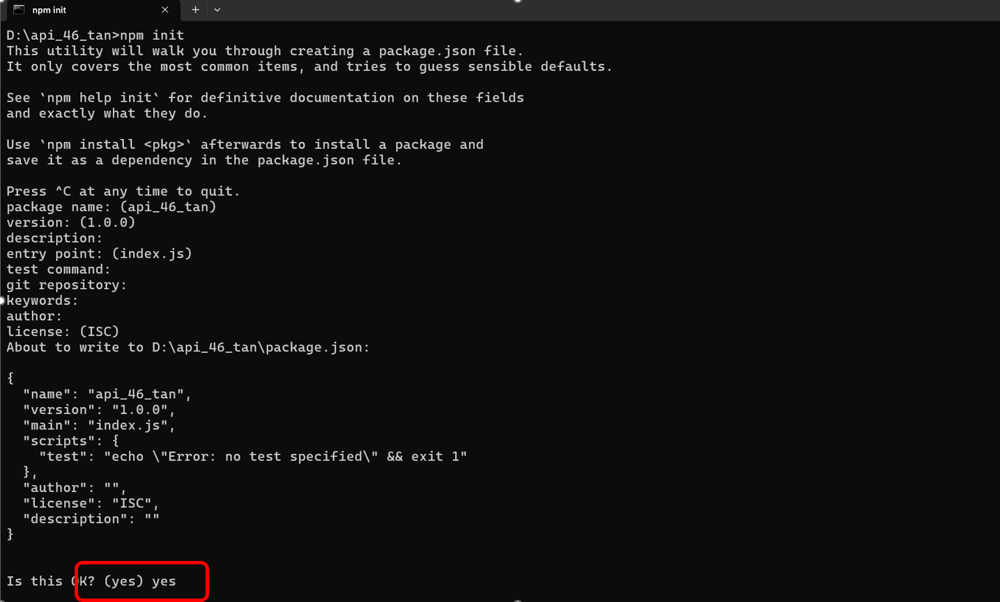 npm init
D:\api_46_tan>npm init
This utility will walk you through creating a package.json file.
It only covers the most common items, and tries to guess sensible defaults.
See `npm help init` for definitive documentation on these fields
and exactly what they do.
Use `npm install <pkg>` afterwards to install a package and
save it as a dependency in the package.json file.
Press ^C at any time to quit.
package name: (api_46_tan)
version: (1.0.0)
description:
entry point: (index.js)
test command:
git repository:
keywords:
author:
license: (ISC)
About to write to D:\api_46_tan\package.json:
{
  "name": "api_46_tan",
  "version": "1.0.0",
  "main": "index.js",
  "scripts": {
    "test": "echo \"Error: no test specified\" && exit 1"
  },
  "author": "",
  "license": "ISC",
  "description": ""
}
Is this OK? (yes) yes